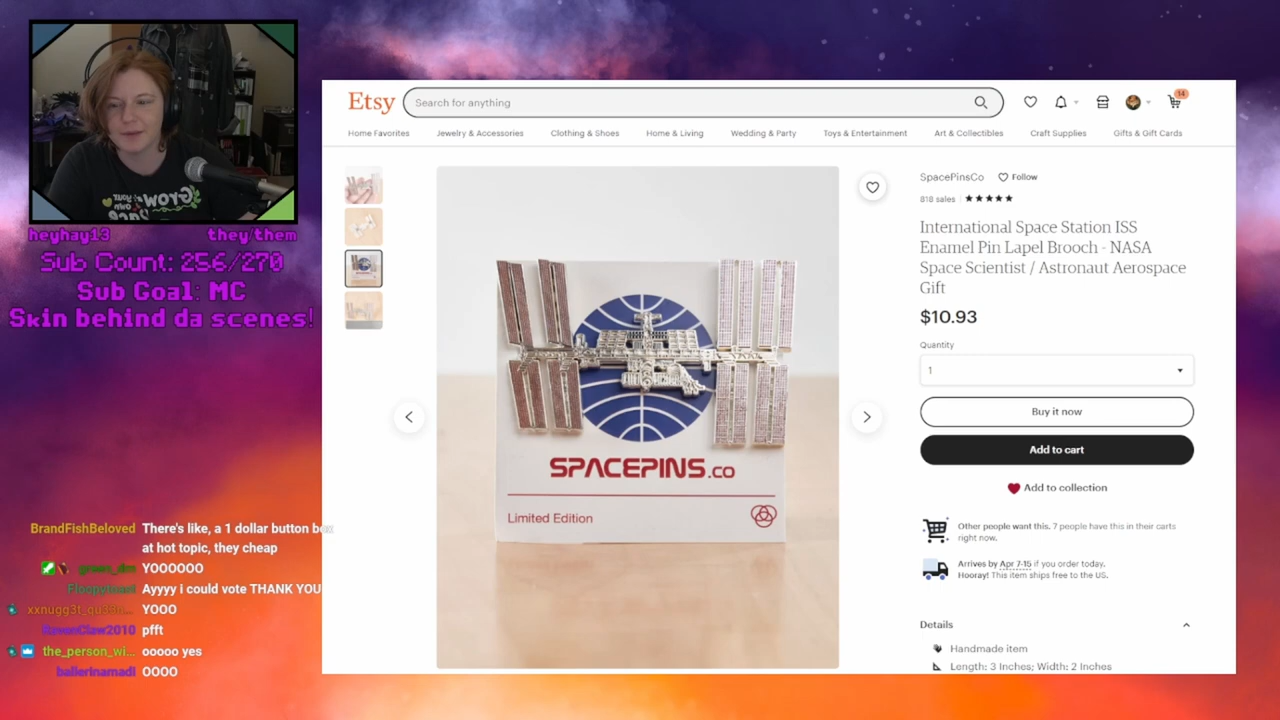 heyhay13 they/them
Sub Count: 256/270
Sub Goal: MC
Skin behind da scenes!
BrandFishBeloved There's like, a 1 dollar button box
at hot topic, they cheap
YOOOOOO
Floopytoast Ayyyy i could vote THANK YOU
YOOO
RavenClaw2010 pfft
the_person_wi... ooooo yes
ballerinamadi OOOO
Etsy
Search for anything
14
Home Favorites
Jewelry & Accessories
Clothing & Shoes
Home & Living
Wedding & Party
Toys & Entertainment
Art & Collectibles
Craft Supplies
Gifts & Gift Cards
SPACEPINS.co
Limited Edition
SpacePinsCo
Follow
818 sales
International Space Station ISS
Enamel Pin Lapel Brooch - NASA
Space Scientist / Astronaut Aerospace
Gift
$10.93
Quantity
1
Buy it now
Add to cart
Add to collection
Other people want this. 7 people have this in their carts
right now.
Arrives by Apr 7-15 if you order today.
Hooray! This item ships free to the US.
Details
Handmade item
Length: 3 Inches; Width: 2 Inches